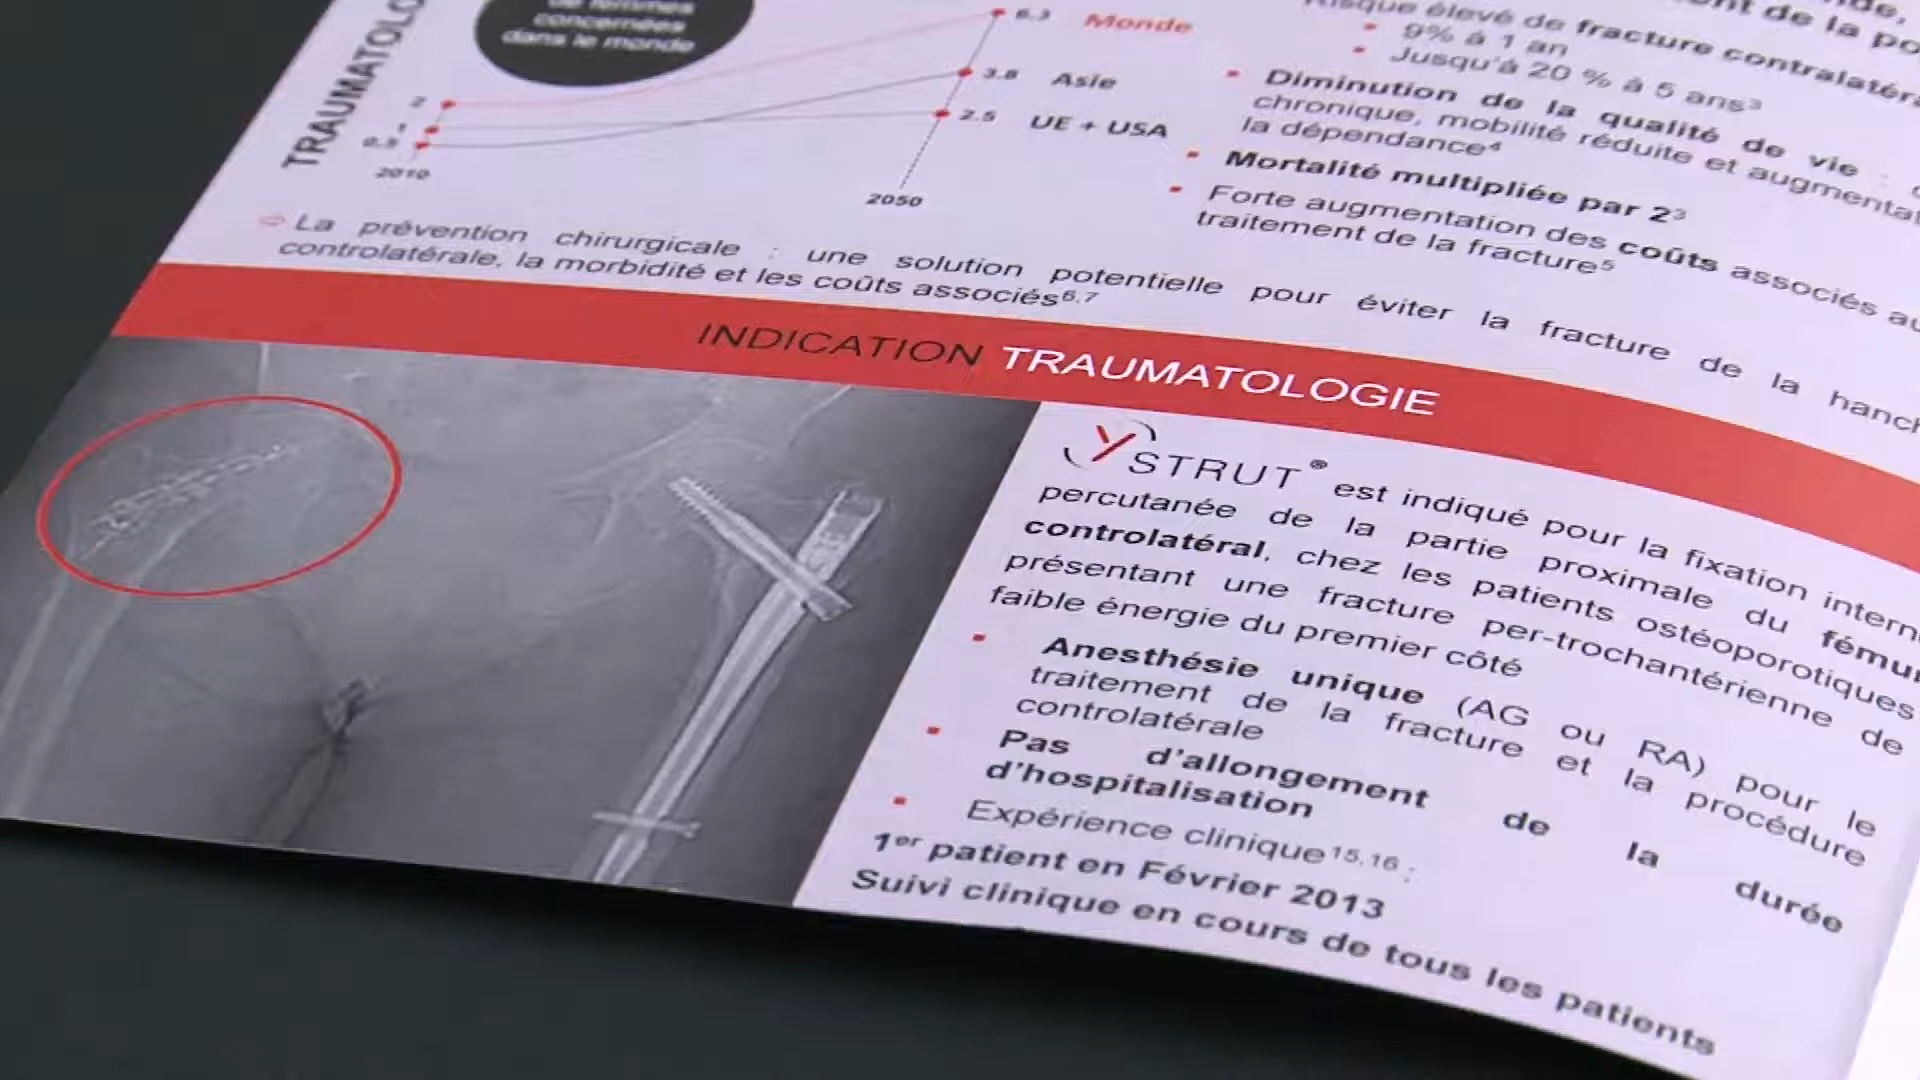 TRAUMATOLO
concernées
dans le monde
6.3 Monde
3.8 Asie
2.5 UE + USA
2
1
2010
2050
La prévention chirurgicale : une solution potentielle pour éviter la fracture de la hanch
controlatérale, la morbidité et les coûts associés6,7
élevé de fracture contralatéra
9% à 1 an
Jusqu'à 20 % à 5 ans3
Diminution de la qualité de vie :
chronique, mobilité réduite et augmentat
la dépendance4
Mortalité multipliée par 23
Forte augmentation des coûts associés au
traitement de la fracture5
INDICATION TRAUMATOLOGIE
Y STRUT® est indiqué pour la fixation intern
percutanée de la partie proximale du fémur
controlatéral, chez les patients ostéoporotiques
présentant une fracture per-trochantérienne de
faible énergie du premier côté
Anesthésie unique (AG ou RA) pour le
traitement de la fracture et la procédure
controlatérale
Pas d'allongement de la durée
d'hospitalisation
Expérience clinique15,16 :
1er patient en Février 2013
Suivi clinique en cours de tous les patients